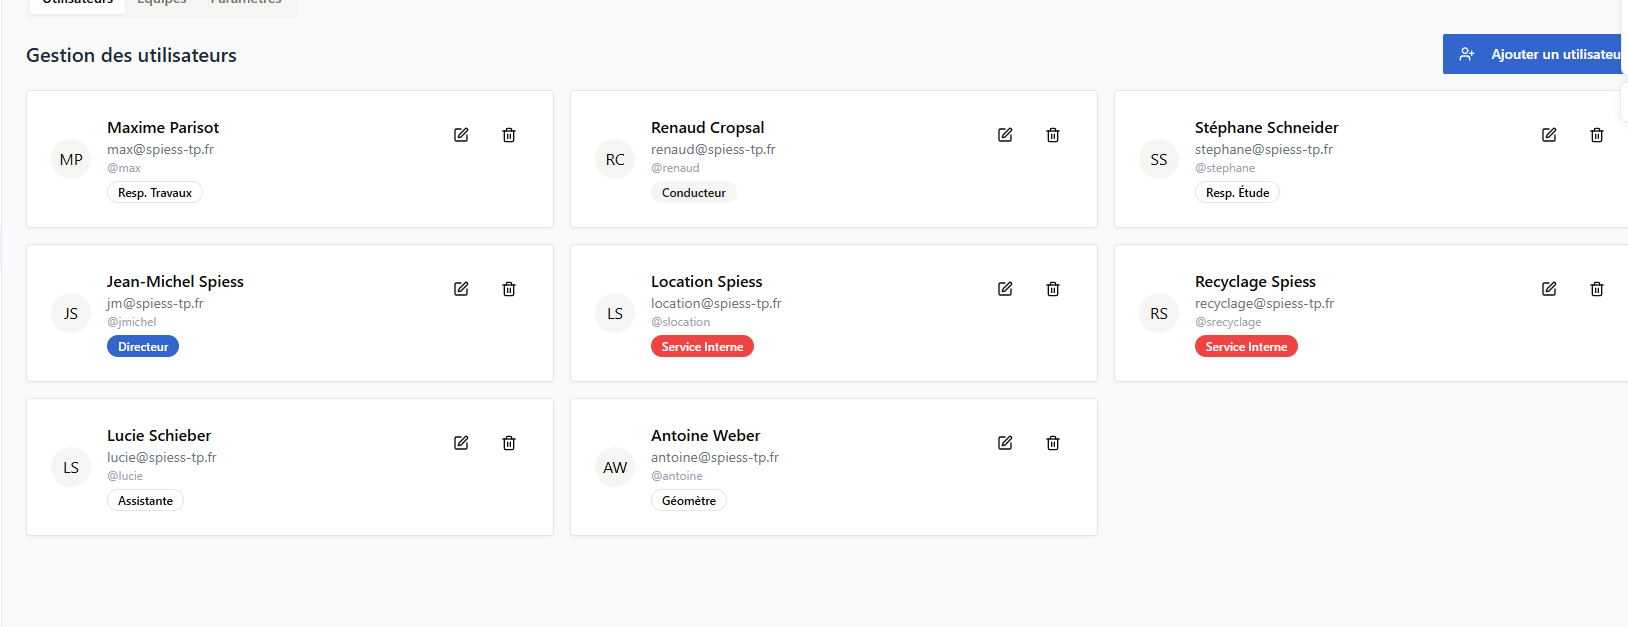 Utilisateurs Equipes Paramètres
Gestion des utilisateurs
Ajouter un utilisateu
MP
Maxime Parisot
max@spiess-tp.fr
@max
Resp. Travaux
RC
Renaud Cropsal
renaud@spiess-tp.fr
@renaud
Conducteur
SS
Stéphane Schneider
stephane@spiess-tp.fr
@stephane
Resp. Étude
JS
Jean-Michel Spiess
jm@spiess-tp.fr
@jmichel
Directeur
LS
Location Spiess
location@spiess-tp.fr
@slocation
Service Interne
RS
Recyclage Spiess
recyclage@spiess-tp.fr
@srecyclage
Service Interne
LS
Lucie Schieber
lucie@spiess-tp.fr
@lucie
Assistante
AW
Antoine Weber
antoine@spiess-tp.fr
@antoine
Géomètre